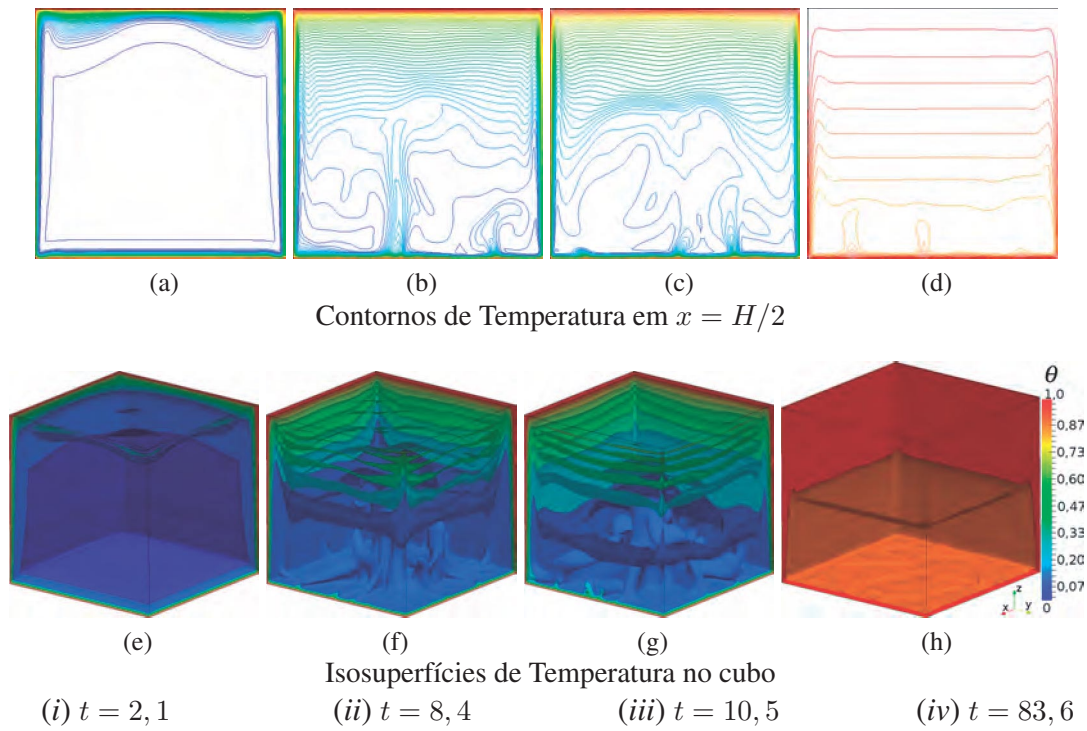 (a) (b) (c) (d)
Contornos de Temperatura em x = H/2
θ
1,0
0,87
0,73
0,60
0,47
0,33
0,20
0,07
0
z
x y
(e) (f) (g) (h)
Isosuperfícies de Temperatura no cubo
(i) t = 2, 1 (ii) t = 8, 4 (iii) t = 10, 5 (iv) t = 83, 6